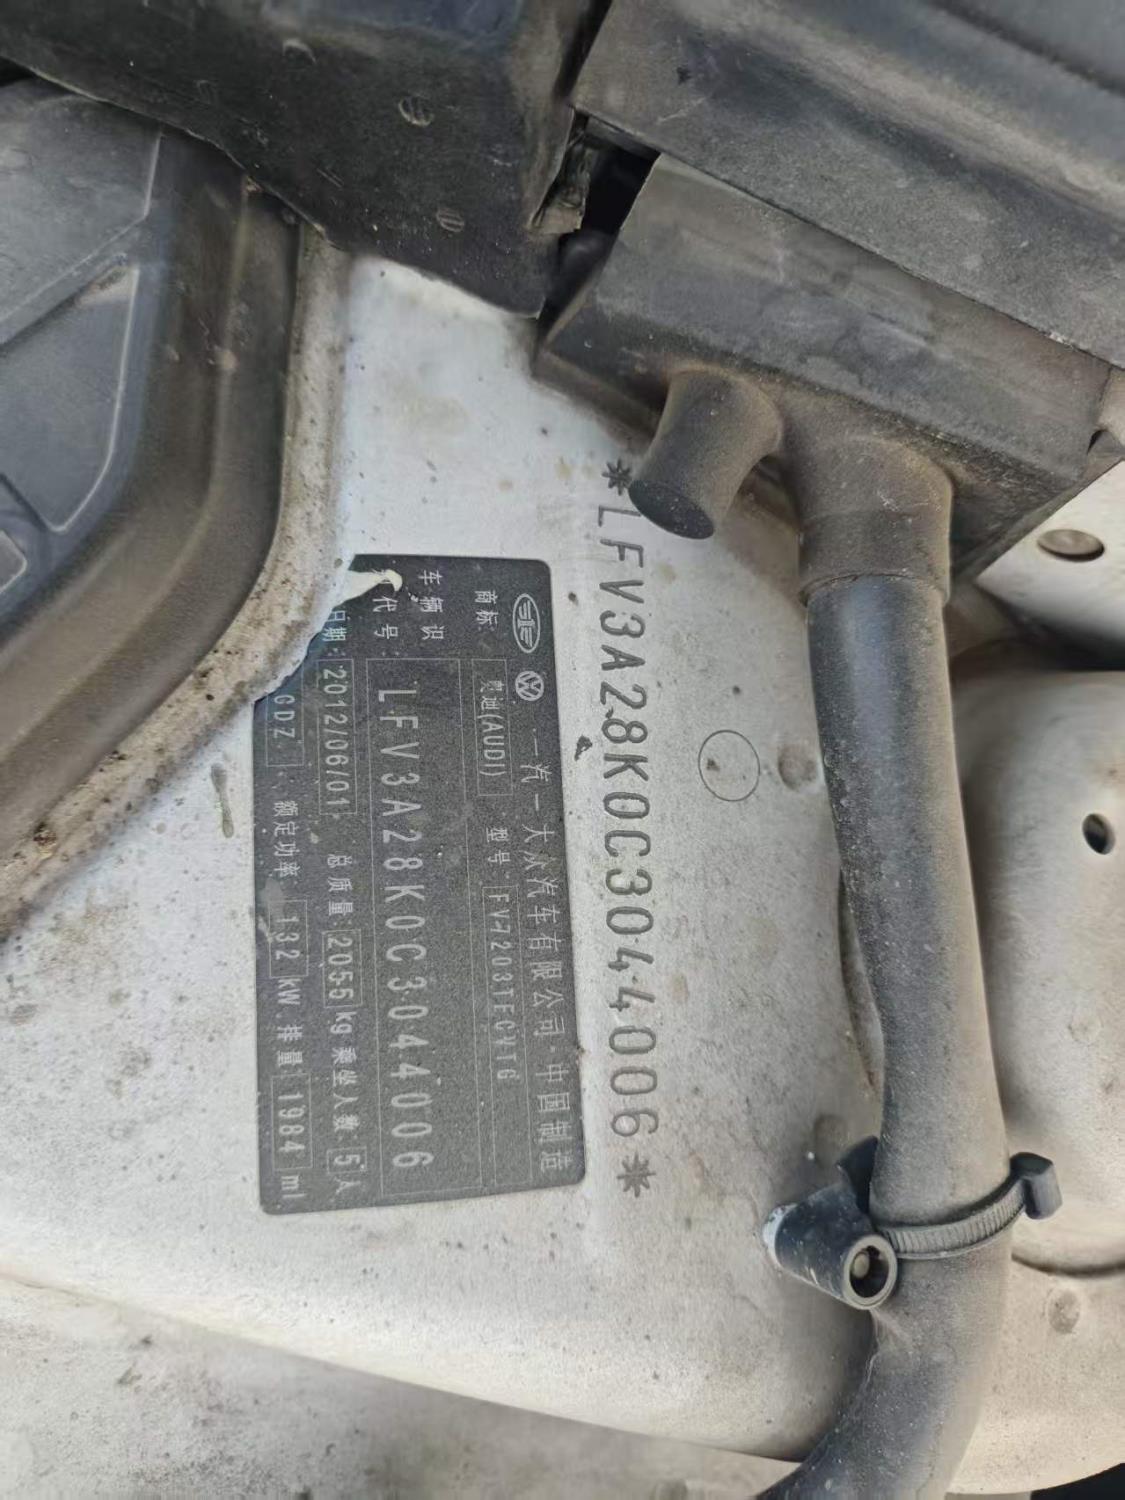 *LFV3A28K0C3044006*
一汽-大众汽车有限公司·中国制造
商标: 奥迪(AUDI) 型号: FV7203TFCVTG
车辆识
代号: LFV3A28K0C3044006
日期: 2012/06/01 总质量: 2055 kg 乘坐人数: 5 人
CDZ 额定功率: 132 kW 排量: 1984 ml